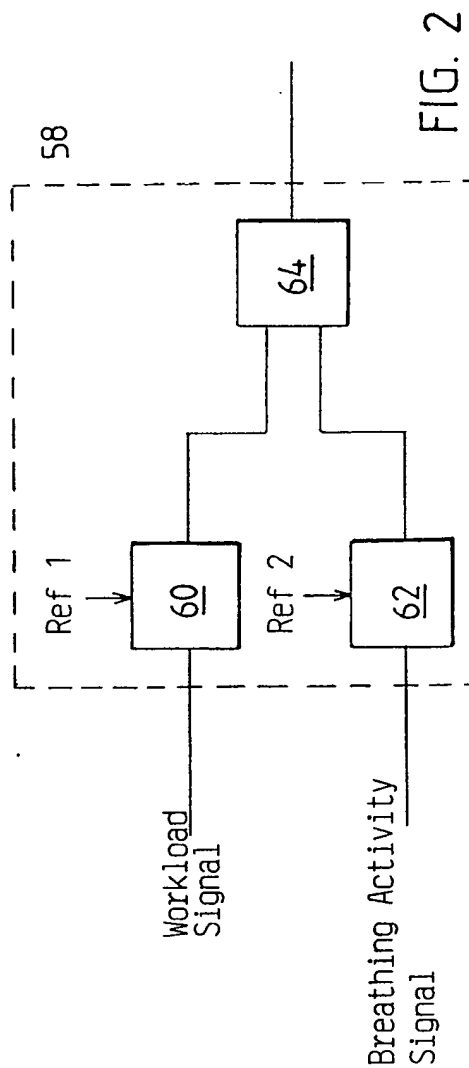 58
Ref 1
60
64
Workload
Signal
Ref 2
62
Breathing Activity
Signal
FIG. 2